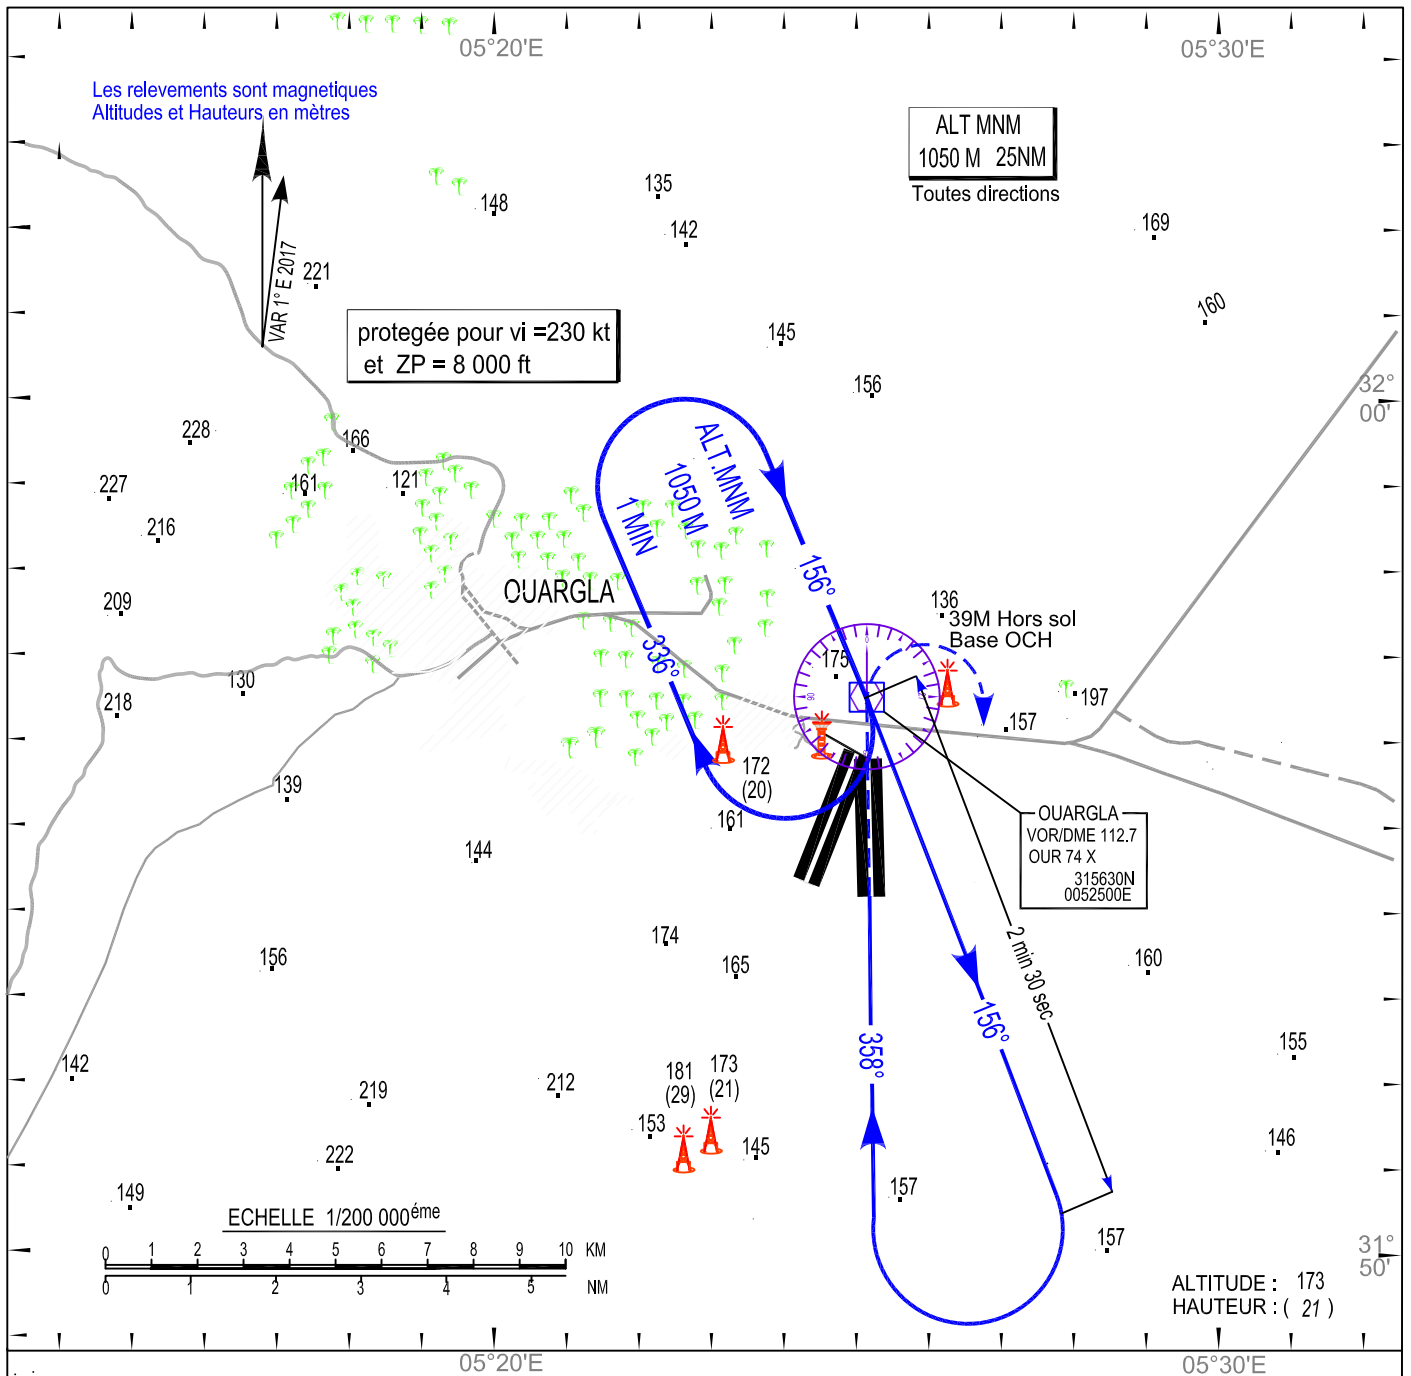 05°20'E
05°30'E
Les relevements sont magnetiques
Altitudes et Hauteurs en mètres
ALT MNM
1050 M 25NM
Toutes directions
135
148
142
169
VAR 1° E 2017
221
160
protegée pour vi =230 kt
et ZP = 8 000 ft
145
156
32°
00'
228
166
ALT.MNM
1050 M
1 MIN
227
161
121
216
156°
OUARGLA
209
136
39M Hors sol
Base OCH
336°
175
130
197
218
157
172
(20)
139
161
OUARGLA
VOR/DME 112.7
OUR 74 X
315630N
0052500E
144
174
156
165
160
2 min 30 sec
156°
358°
155
142
181
(29)
173
(21)
219
212
153
145
146
222
157
149
157
ECHELLE 1/200 000éme
0 1 2 3 4 5 6 7 8 9 10 KM
0 1 2 3 4 5 NM
31°
50'
ALTITUDE : 173
HAUTEUR : ( 21 )
05°20'E
05°30'E